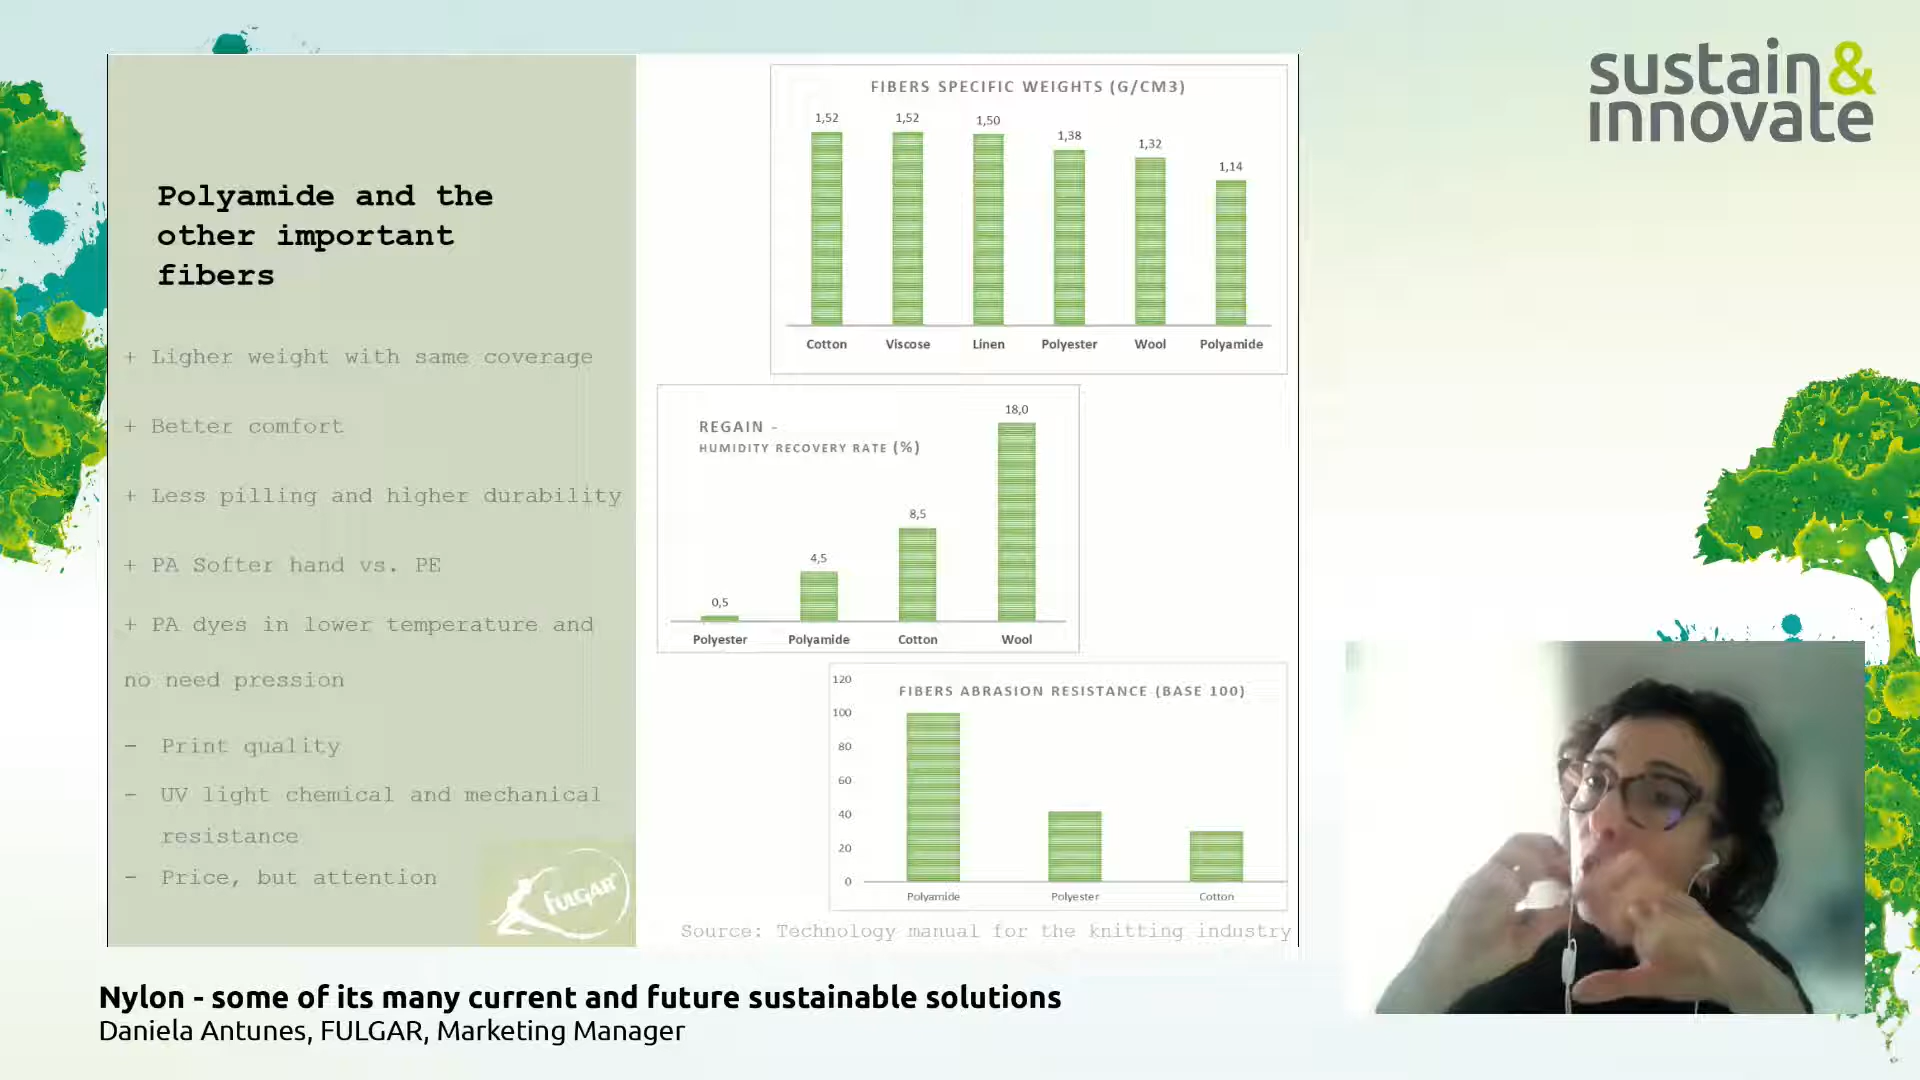 sustain&
innovate
Polyamide and the
other important
fibers
+ Ligher weight with same coverage
+ Better comfort
+ Less pilling and higher durability
+ PA Softer hand vs. PE
+ PA dyes in lower temperature and
no need pression
- Print quality
- UV light chemical and mechanical
resistance
- Price, but attention
FULGAR
FIBERS SPECIFIC WEIGHTS (G/CM3)
1,52 1,52 1,50 1,38 1,32 1,14
Cotton Viscose Linen Polyester Wool Polyamide
REGAIN -
HUMIDITY RECOVERY RATE (%)
0,5 4,5 8,5 18,0
Polyester Polyamide Cotton Wool
FIBERS ABRASION RESISTANCE (BASE 100)
120
100
80
60
40
20
0
Polyamide Polyester Cotton
Source: Technology manual for the knitting industry
Nylon - some of its many current and future sustainable solutions
Daniela Antunes, FULGAR, Marketing Manager